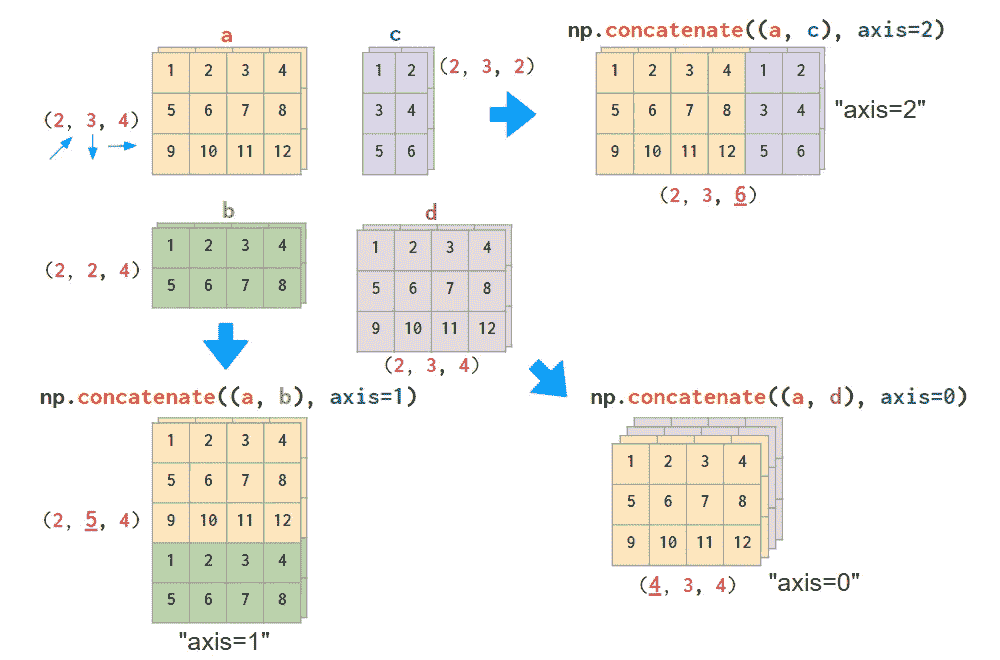 a
1 2 3 4
5 6 7 8
9 10 11 12
(2, 3, 4)
c
1 2
3 4
5 6
(2, 3, 2)
np.concatenate((a, c), axis=2)
1 2 3 4 1 2
5 6 7 8 3 4
9 10 11 12 5 6
"axis=2"
(2, 3, 6)
b
1 2 3 4
5 6 7 8
(2, 2, 4)
d
1 2 3 4
5 6 7 8
9 10 11 12
(2, 3, 4)
np.concatenate((a, b), axis=1)
1 2 3 4
5 6 7 8
9 10 11 12
1 2 3 4
5 6 7 8
(2, 5, 4)
"axis=1"
np.concatenate((a, d), axis=0)
1 2 3 4
5 6 7 8
9 10 11 12
(4, 3, 4)
"axis=0"